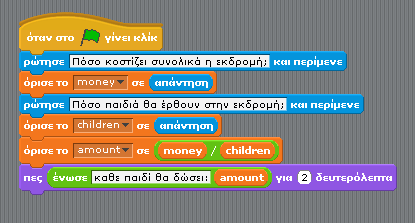 όταν στο γίνει κλίκ
ρώτησε Πόσο κοστίζει συνολικά η εκδρομή; και περίμενε
όρισε το money σε απάντηση
ρώτησε Πόσο παιδιά θα έρθουν στην εκδρομή; και περίμενε
όρισε το children σε απάντηση
όρισε το amount σε money / children
πες ένωσε καθε παιδί θα δώσει: amount για 2 δευτερόλεπτα